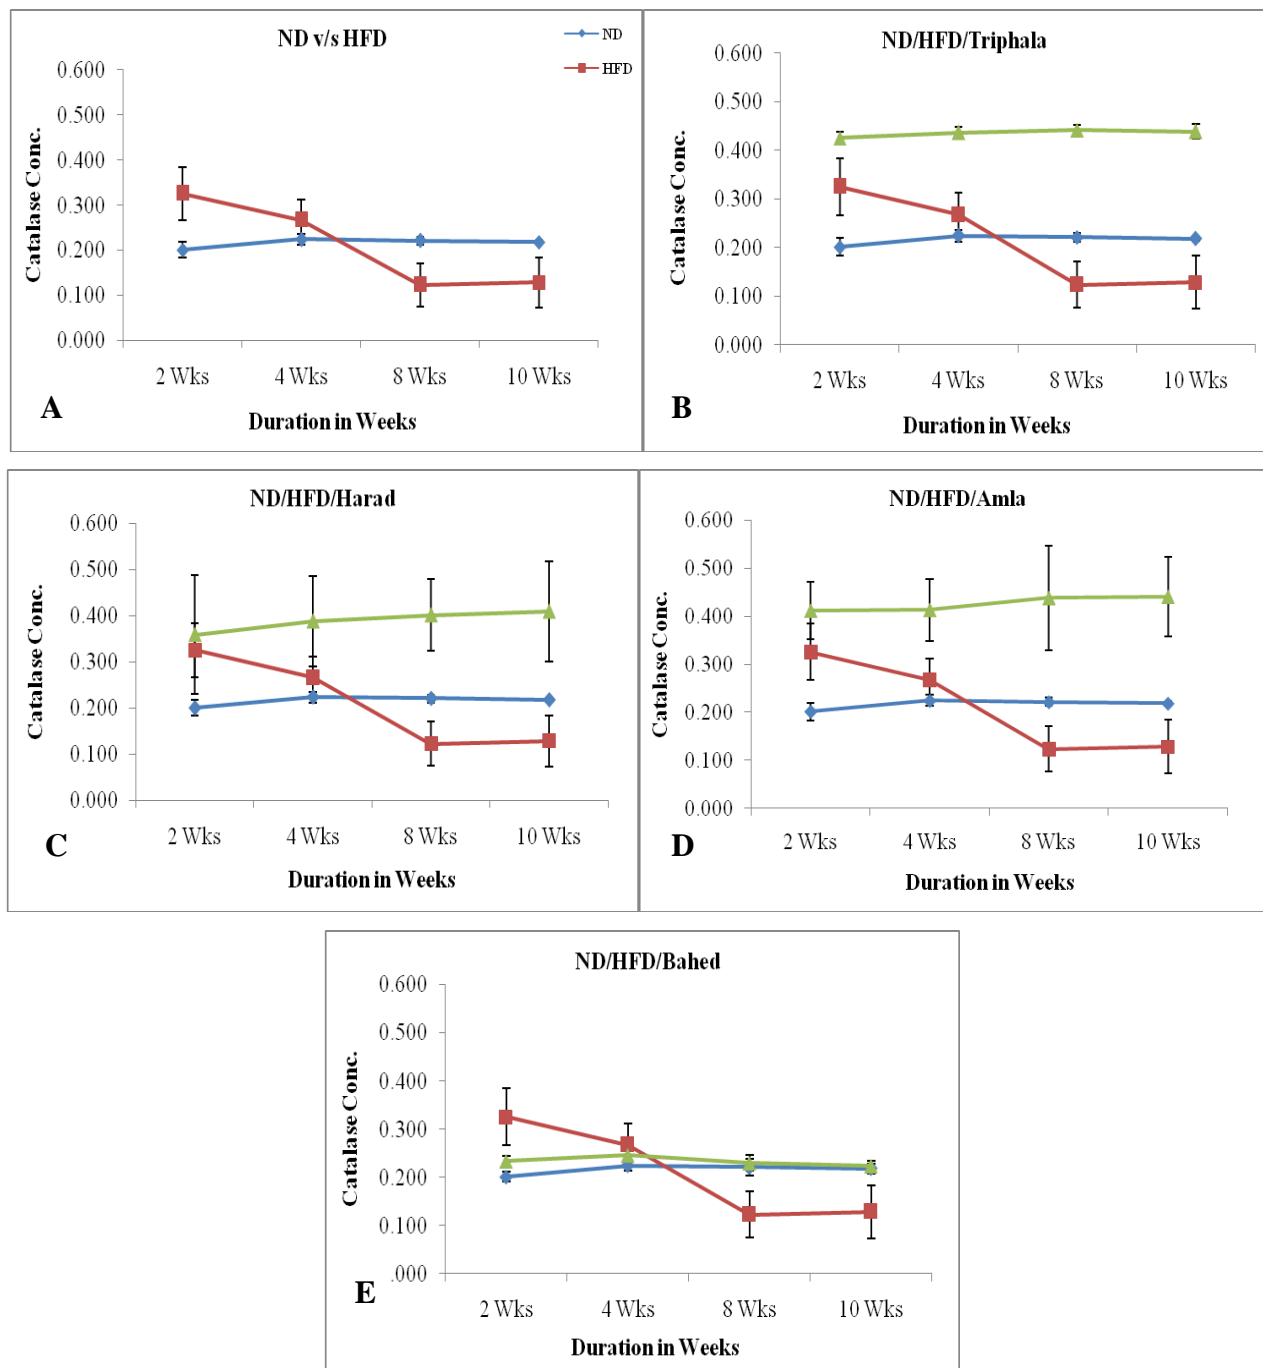 ND v/s HFD
ND
HFD
0.600
0.500
0.400
0.300
0.200
0.100
0.000
Catalase Conc.
2 Wks 4 Wks 8 Wks 10 Wks
A
Duration in Weeks
ND/HFD/Triphala
0.600
0.500
0.400
0.300
0.200
0.100
0.000
Catalase Conc.
2 Wks 4 Wks 8 Wks 10 Wks
B
Duration in Weeks
ND/HFD/Harad
0.600
0.500
0.400
0.300
0.200
0.100
0.000
Catalase Conc.
2 Wks 4 Wks 8 Wks 10 Wks
C
Duration in Weeks
ND/HFD/Amla
0.600
0.500
0.400
0.300
0.200
0.100
0.000
Catalase Conc.
2 Wks 4 Wks 8 Wks 10 Wks
D
Duration in Weeks
ND/HFD/Bahed
0.600
0.500
0.400
0.300
0.200
0.100
.000
Catalase Conc.
2 Wks 4 Wks 8 Wks 10 Wks
E
Duration in Weeks